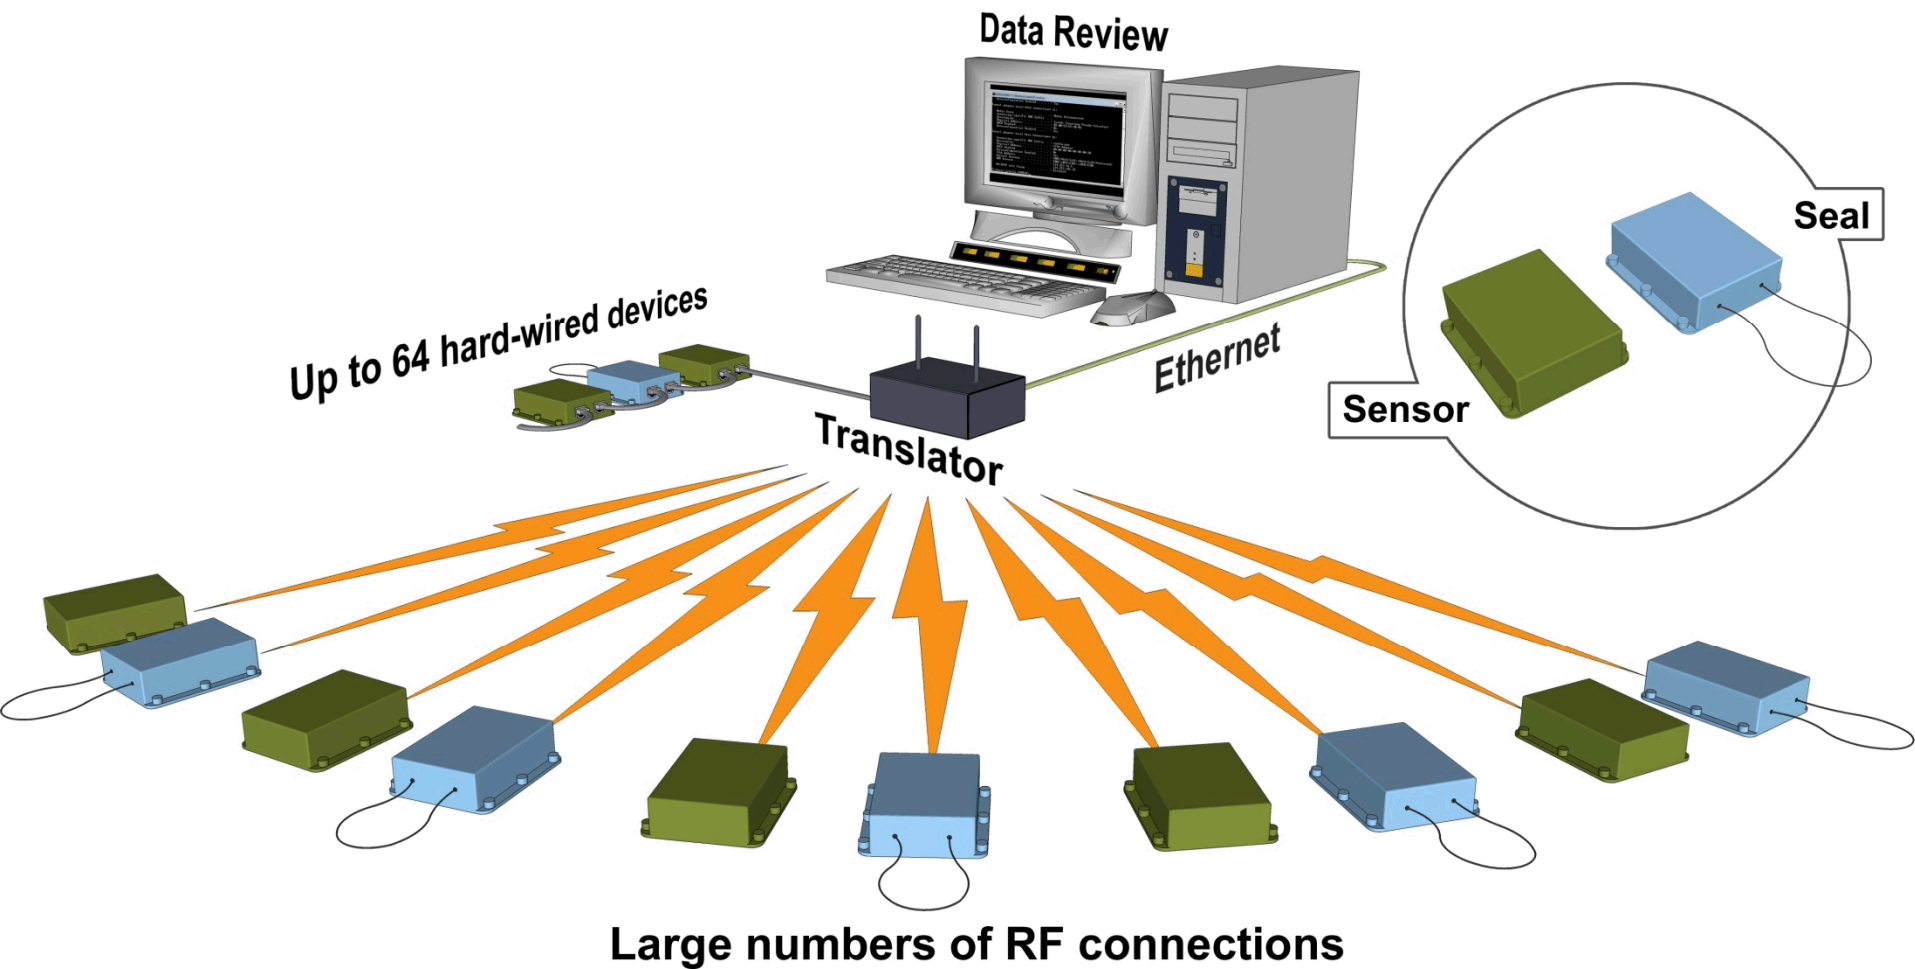 Data Review
Seal
Up to 64 hard-wired devices
Ethernet
Sensor
Translator
Large numbers of RF connections